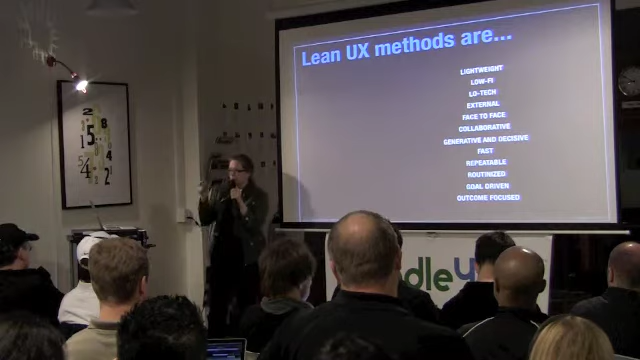 Lean UX methods are...
LIGHTWEIGHT
LOW-FI
LO-TECH
EXTERNAL
FACE TO FACE
COLLABORATIVE
GENERATIVE AND DECISIVE
FAST
REPEATABLE
ROUTINIZED
GOAL DRIVEN
OUTCOME FOCUSED